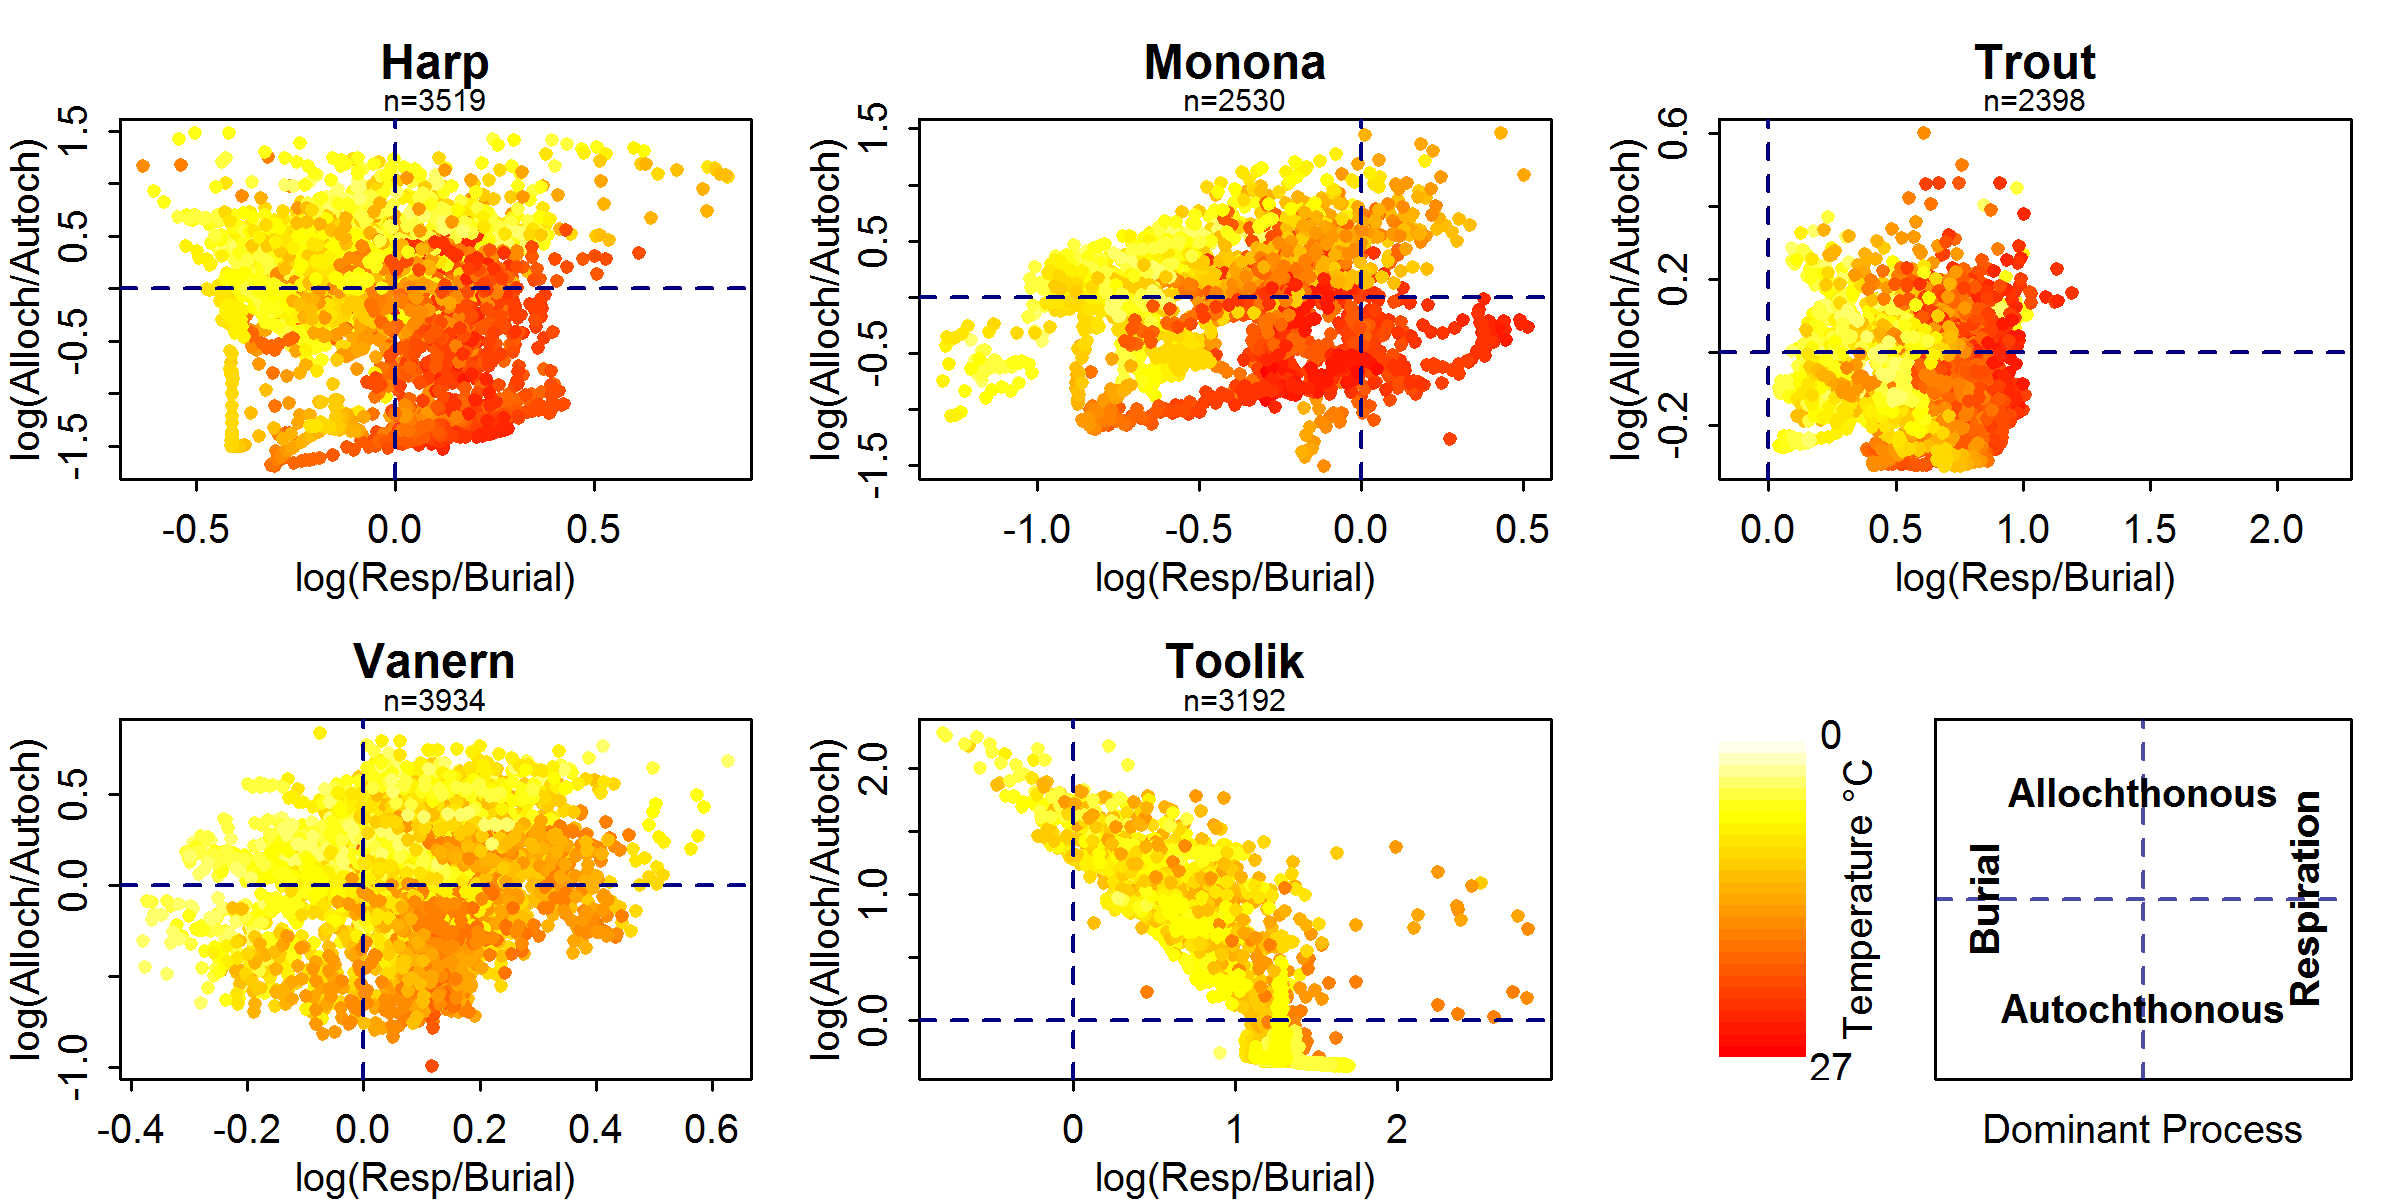 Harp
n=3519
log(Alloch/Autoch)
-1.5 -0.5 0.5 1.5
-0.5 0.0 0.5
log(Resp/Burial)
Monona
n=2530
log(Alloch/Autoch)
-1.5 -0.5 0.5 1.5
-1.0 -0.5 0.0 0.5
log(Resp/Burial)
Trout
n=2398
log(Alloch/Autoch)
-0.2 0.2 0.6
0.0 0.5 1.0 1.5 2.0
log(Resp/Burial)
Vanern
n=3934
log(Alloch/Autoch)
-1.0 0.0 0.5
-0.4 -0.2 0.0 0.2 0.4 0.6
log(Resp/Burial)
Toolik
n=3192
log(Alloch/Autoch)
0.0 1.0 2.0
0 1 2
log(Resp/Burial)
0
Temperature °C
27
Allochthonous
Burial
Respiration
Autochthonous
Dominant Process